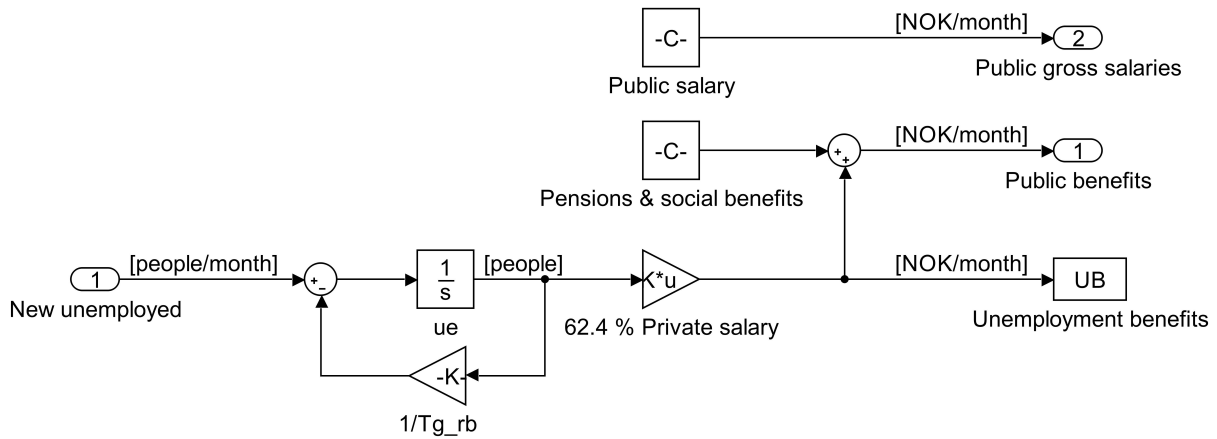 [NOK/month]
-C-
2
Public salary
Public gross salaries
[NOK/month]
-C-
+
+
1
Pensions & social benefits
Public benefits
[people/month]
[people]
[NOK/month]
1
+
−
1
s
K*u
UB
New unemployed
ue
62.4 % Private salary
Unemployment benefits
-K-
1/Tg_rb